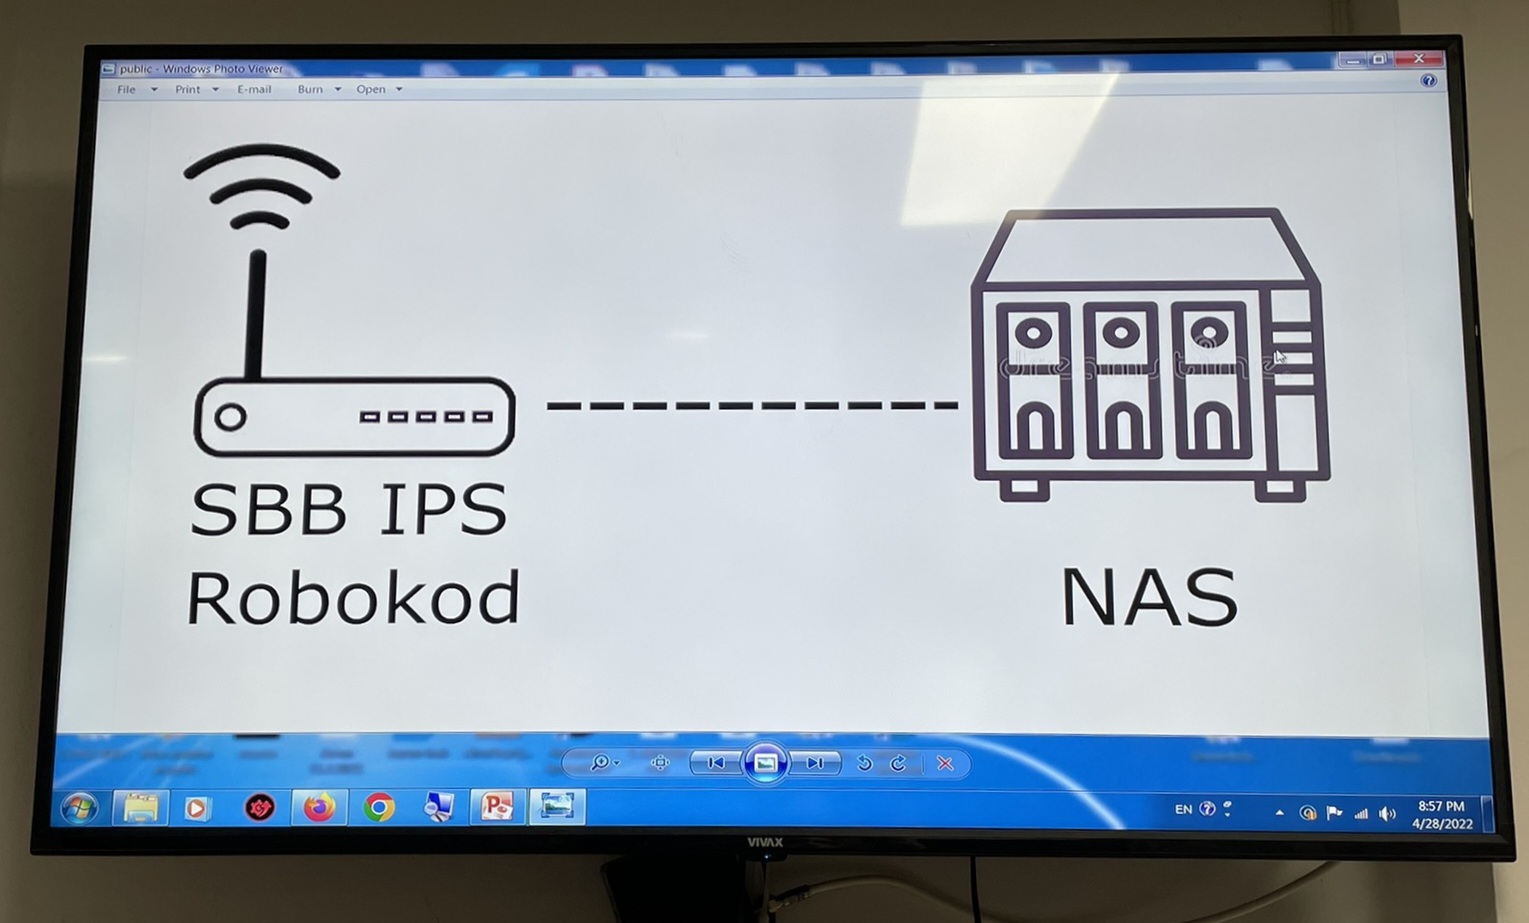 public - Windows Photo Viewer
File Print E-mail Burn Open
SBB IPS
Robokod
NAS
dreamstime
EN
8:57 PM
4/28/2022
VIVAX